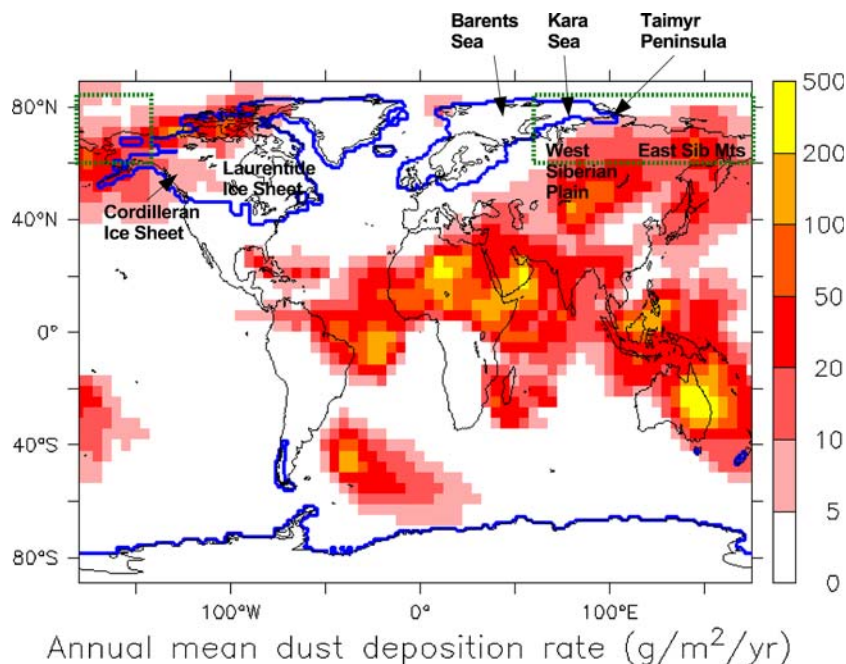 Barents
Sea
Kara
Sea
Taimyr
Peninsula
80°N
40°N
0°
40°S
80°S
Laurentide
Ice Sheet
Cordilleran
Ice Sheet
West
Siberian
Plain
East Sib Mts
500
200
100
50
20
10
5
0
100°W
0°
100°E
Annual mean dust deposition rate (g/m²/yr)